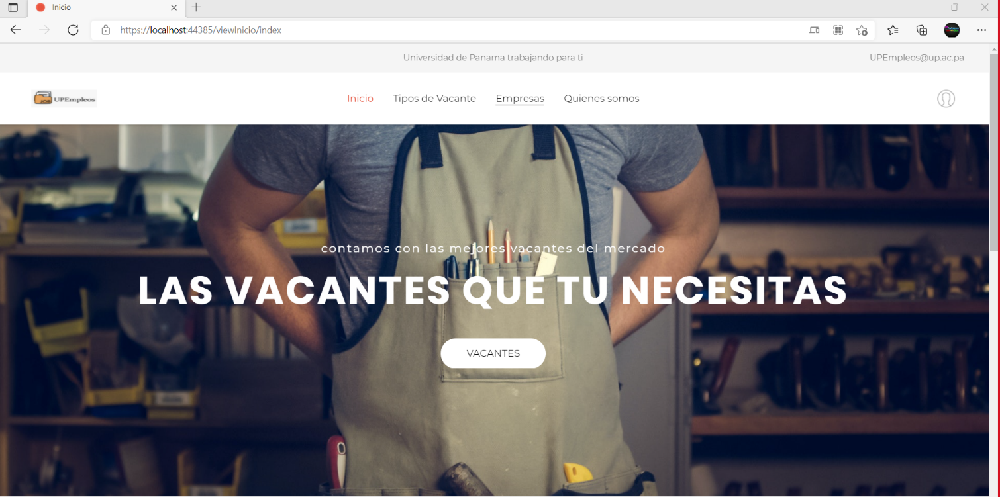 Inicio
https://localhost:44385/viewInicio/index
Universidad de Panama trabajando para ti
UPEmpleos@up.ac.pa
JOB UPEmpleos
Inicio Tipos de Vacante Empresas Quienes somos
contamos con las mejores vacantes del mercado
LAS VACANTES QUE TU NECESITAS
VACANTES